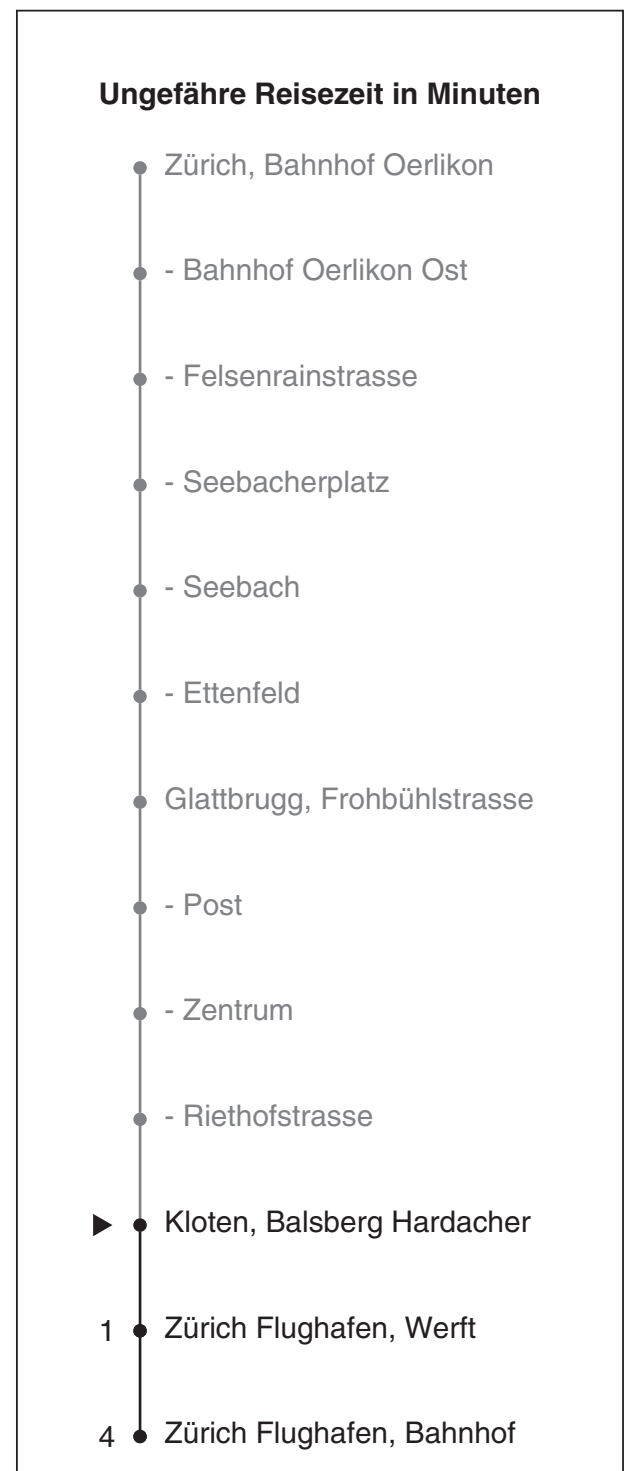 Ungefähre Reisezeit in Minuten
Zürich, Bahnhof Oerlikon
- Bahnhof Oerlikon Ost
- Felsenrainstrasse
- Seebacherplatz
- Seebach
- Ettenfeld
Glattbrugg, Frohbühlstrasse
- Post
- Zentrum
- Riethofstrasse
Kloten, Balsberg Hardacher
1 Zürich Flughafen, Werft
4 Zürich Flughafen, Bahnhof